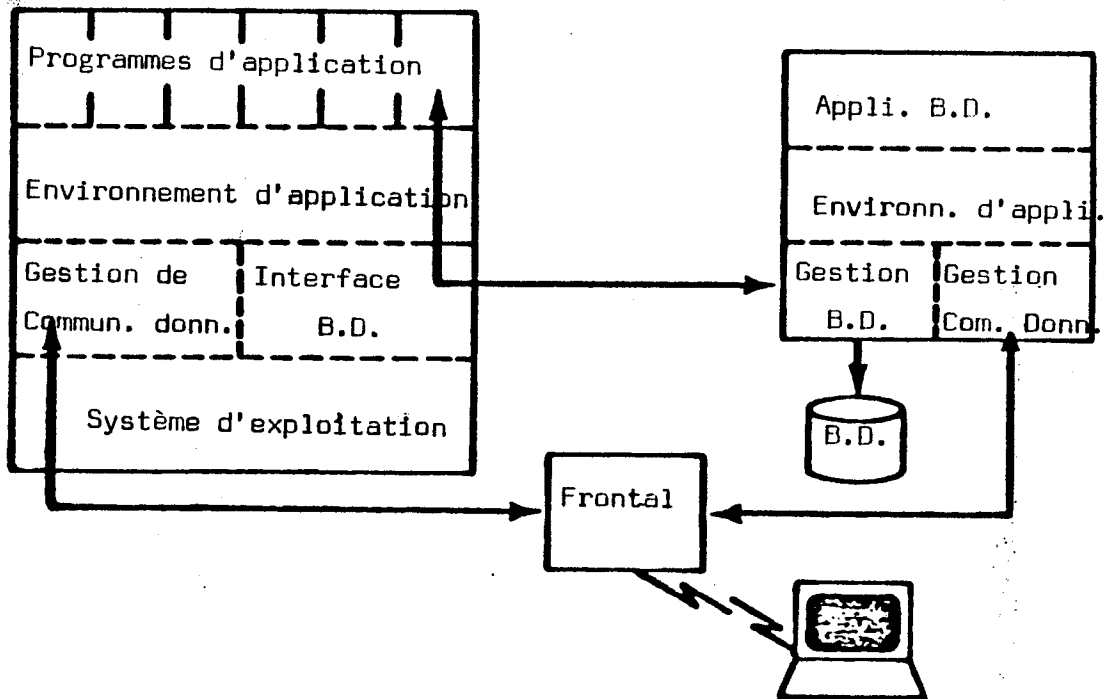 Programmes d'application
Environnement d'application
Gestion de
Commun. donn.
Interface
B.D.
Système d'exploitation
Appli. B.D.
Environn. d'appli.
Gestion
B.D.
Gestion
Com. Donn.
B.D.
Frontal